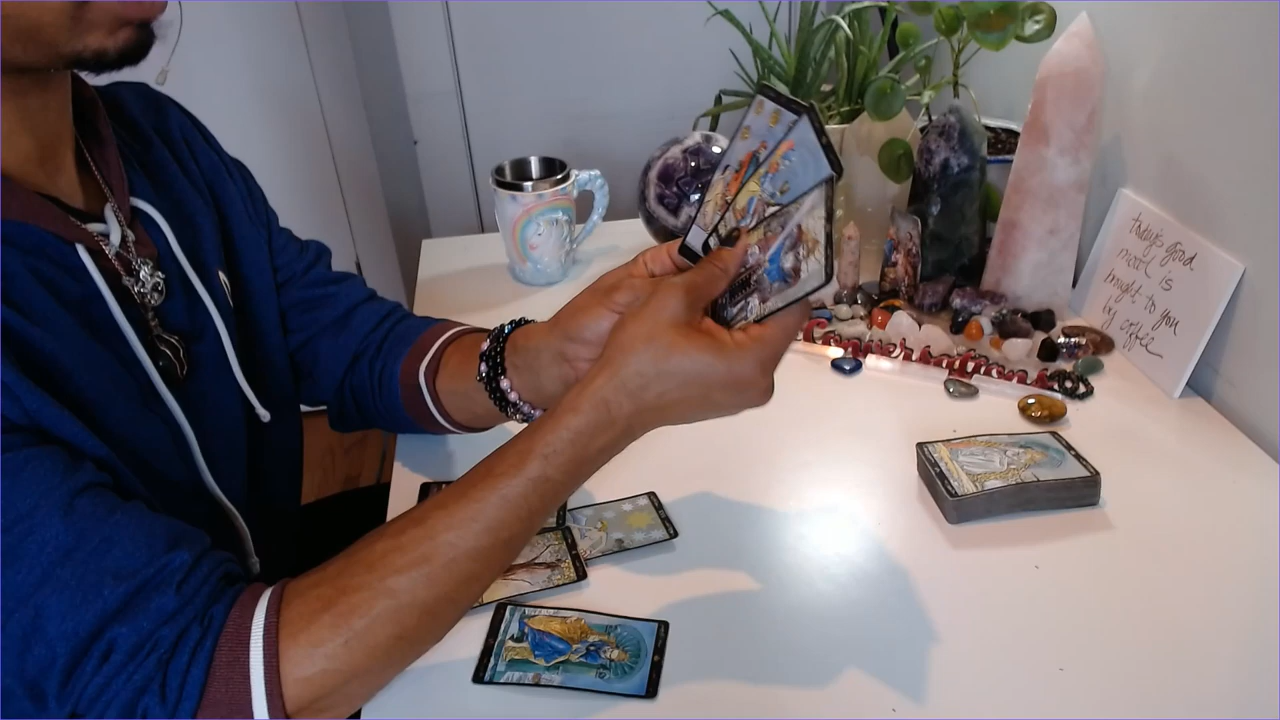 today's good
mood is
brought to you
by coffee
Conversations